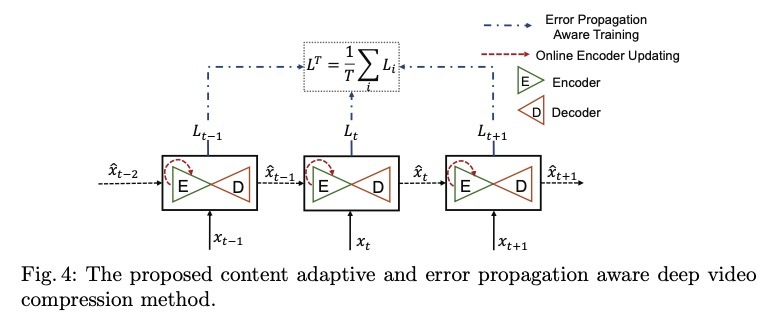 Error Propagation
Aware Training
Online Encoder Updating
E Encoder
D Decoder
L^T = \frac{1}{T} \sum_i L_i
L_{t-1} L_t L_{t+1}
\hat{x}_{t-2} E D \hat{x}_{t-1} E D \hat{x}_t E D \hat{x}_{t+1}
x_{t-1} x_t x_{t+1}
Fig. 4: The proposed content adaptive and error propagation aware deep video
compression method.